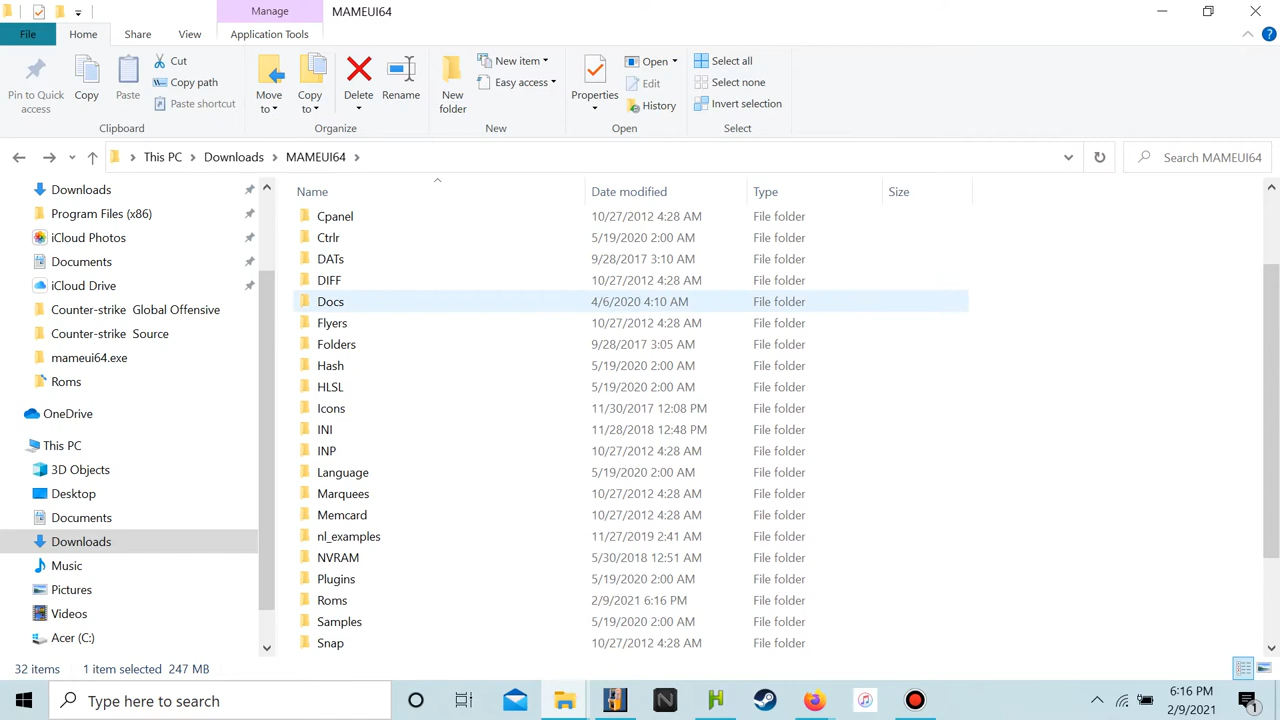 Manage
MAMEUI64
File
Home
Share
View
Application Tools
Pin to Quick access
Copy
Paste
Cut
Copy path
Paste shortcut
Clipboard
Move to
Copy to
Delete
Rename
Organize
New folder
New item
Easy access
New
Properties
Open
Edit
History
Open
Select all
Select none
Invert selection
Select
This PC
Downloads
MAMEUI64
Search MAMEUI64
Downloads
Program Files (x86)
iCloud Photos
Documents
iCloud Drive
Counter-strike Global Offensive
Counter-strike Source
mameui64.exe
Roms
OneDrive
This PC
3D Objects
Desktop
Documents
Downloads
Music
Pictures
Videos
Acer (C:)
Name Date modified Type Size
Cpanel 10/27/2012 4:28 AM File folder
Ctrlr 5/19/2020 2:00 AM File folder
DATs 9/28/2017 3:10 AM File folder
DIFF 10/27/2012 4:28 AM File folder
Docs 4/6/2020 4:10 AM File folder
Flyers 10/27/2012 4:28 AM File folder
Folders 9/28/2017 3:05 AM File folder
Hash 5/19/2020 2:00 AM File folder
HLSL 5/19/2020 2:00 AM File folder
Icons 11/30/2017 12:08 PM File folder
INI 11/28/2018 12:48 PM File folder
INP 10/27/2012 4:28 AM File folder
Language 5/19/2020 2:00 AM File folder
Marquees 10/27/2012 4:28 AM File folder
Memcard 10/27/2012 4:28 AM File folder
nl_examples 11/27/2019 2:41 AM File folder
NVRAM 5/30/2018 12:51 AM File folder
Plugins 5/19/2020 2:00 AM File folder
Roms 2/9/2021 6:16 PM File folder
Samples 5/19/2020 2:00 AM File folder
Snap 10/27/2012 4:28 AM File folder
32 items 1 item selected 247 MB
Type here to search
6:16 PM
2/9/2021
1